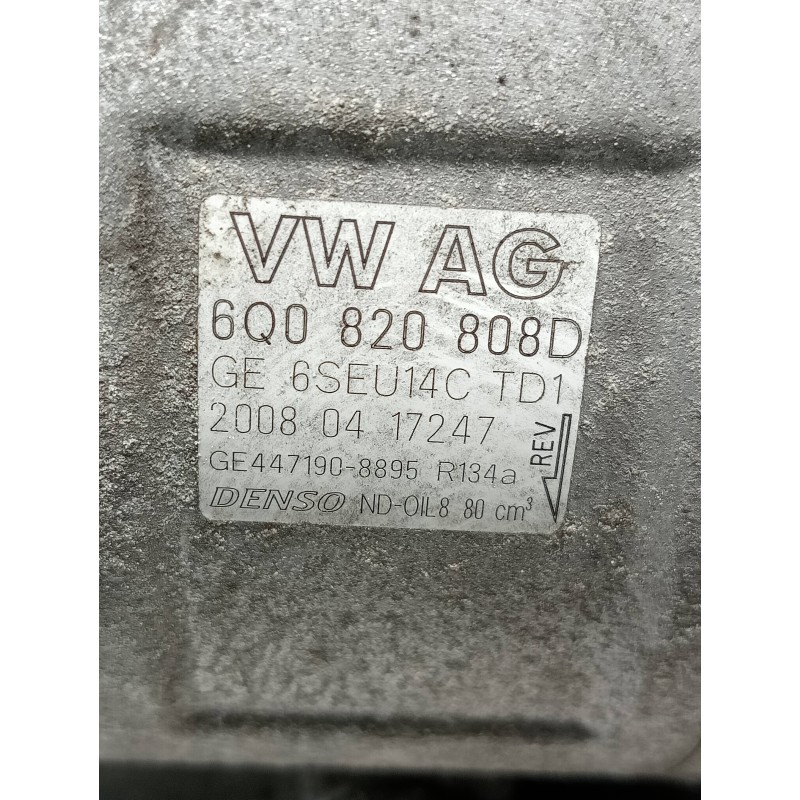 VW AG
6Q0 820 808D
GE 6SEU14C TD1
2008 04 17247
GE447190-8895 R134a
DENSO ND-OIL8 80 cm³
REV